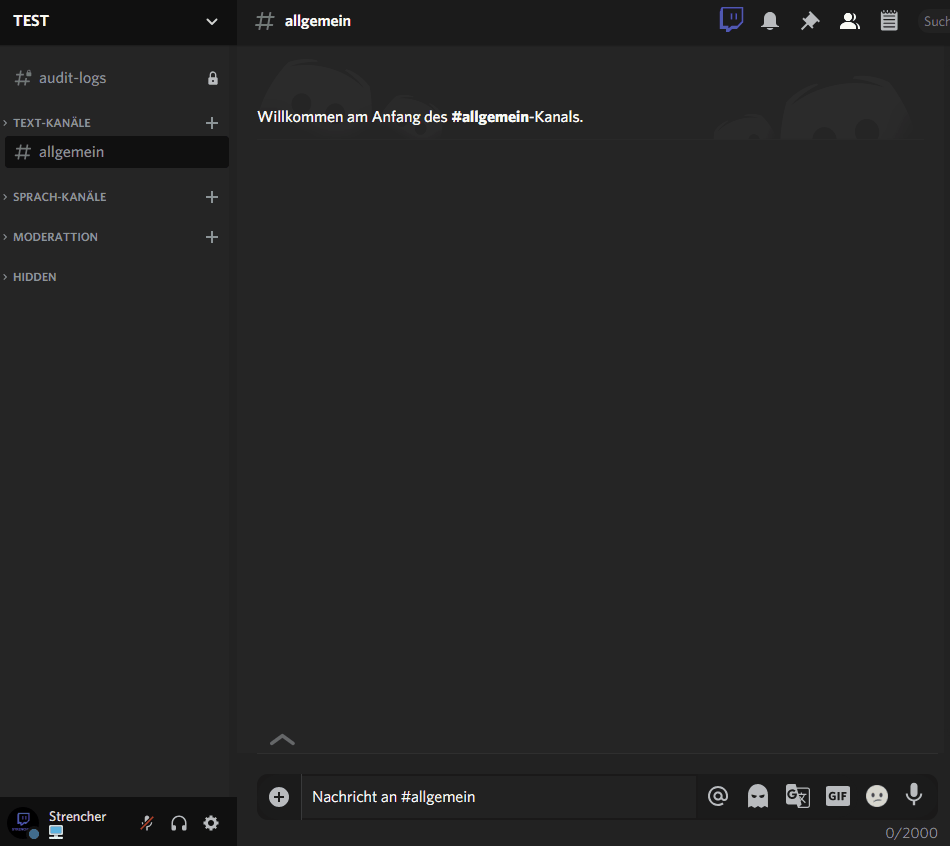 TEST
# allgemein
Such
audit-logs
TEXT-KANÄLE
allgemein
SPRACH-KANÄLE
MODERATTION
HIDDEN
Willkommen am Anfang des #allgemein-Kanals.
Nachricht an #allgemein
GIF
0/2000
Strencher